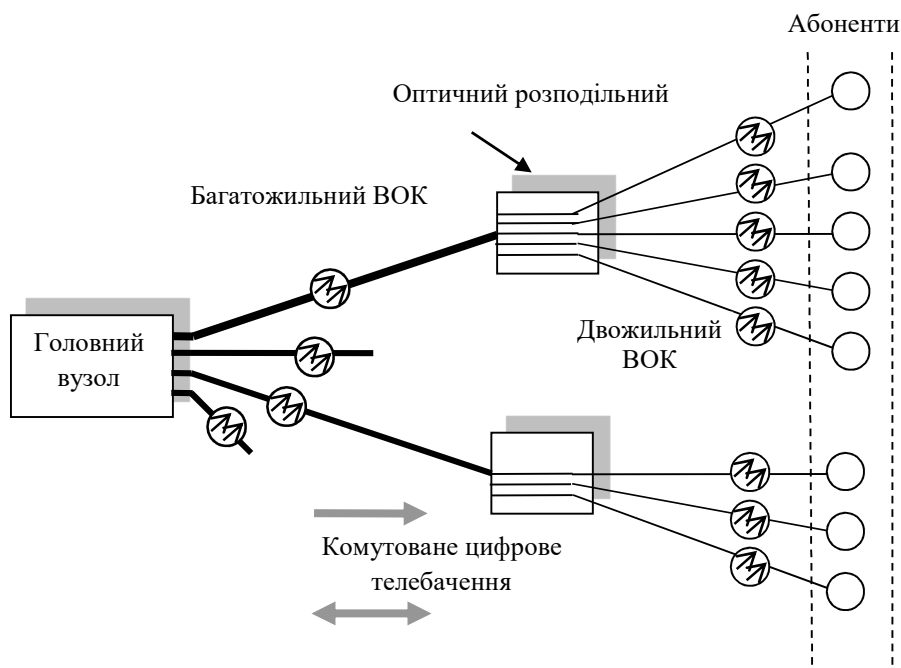 Абоненти
Оптичний розподільний
Багатожильний ВОК
Головний
вузол
Двожильний
ВОК
Комутоване цифрове
телебачення